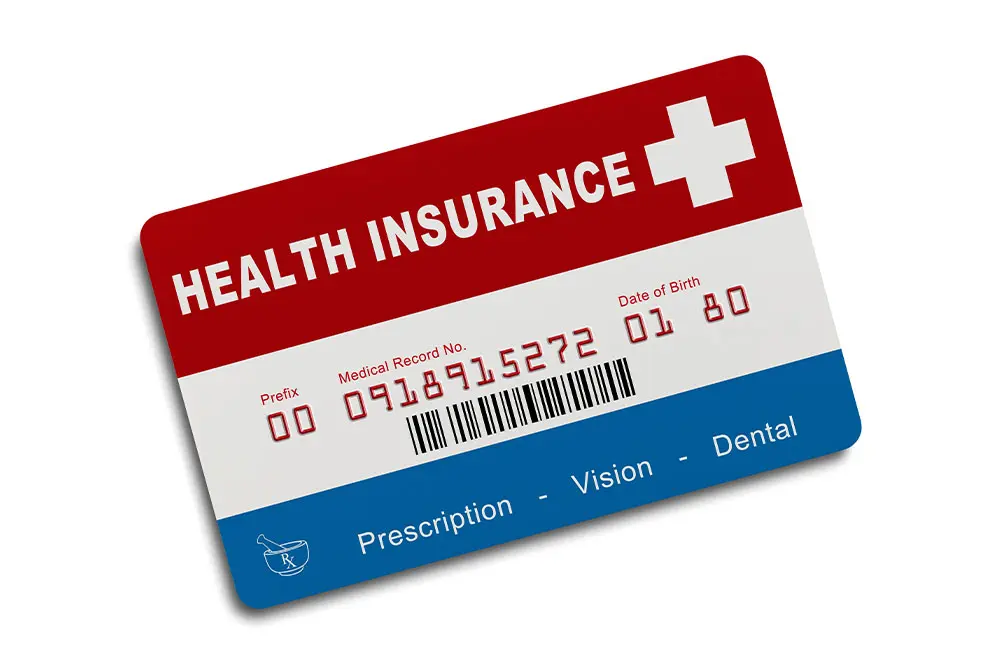 HEALTH INSURANCE
Prefix Medical Record No. Date of Birth
00 0918915272 01 80
Prescription - Vision - Dental
RX